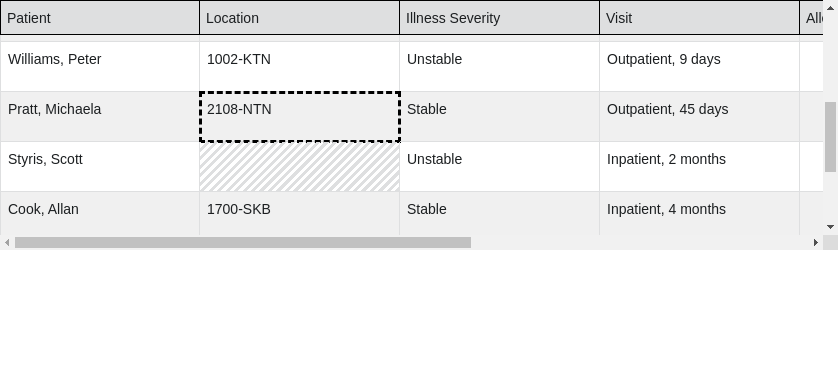 Patient Location Illness Severity Visit
Williams, Peter 1002-KTN Unstable Outpatient, 9 days
Pratt, Michaela 2108-NTN Stable Outpatient, 45 days
Styris, Scott Unstable Inpatient, 2 months
Cook, Allan 1700-SKB Stable Inpatient, 4 months